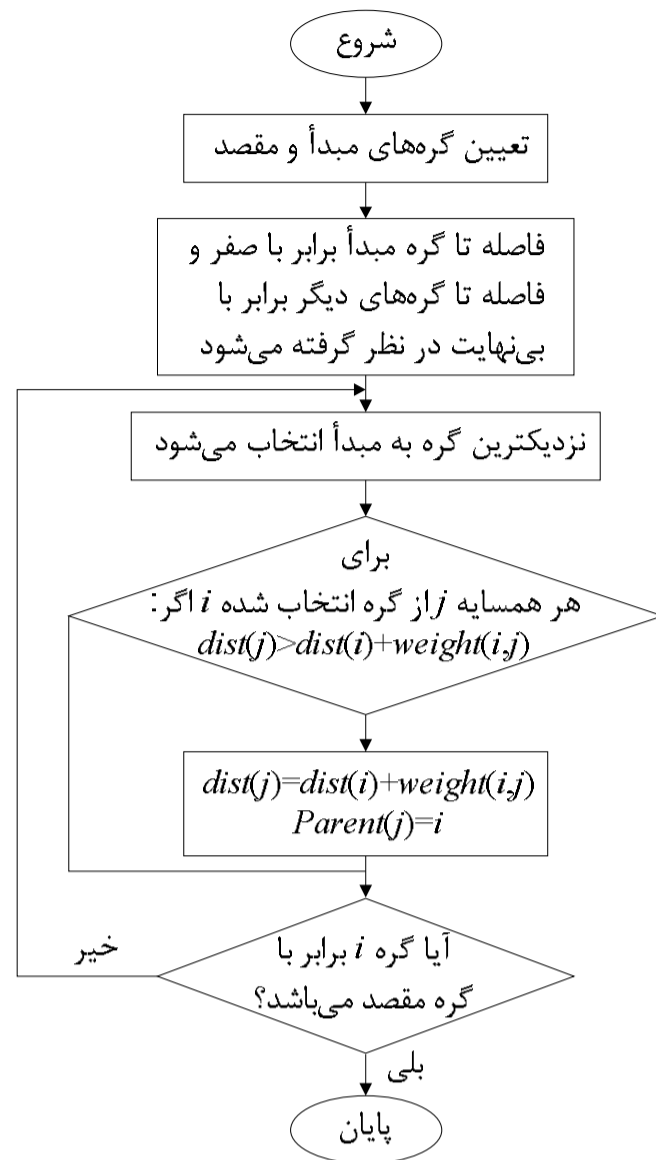 شروع
تعیین گره‌های مبدأ و مقصد
فاصله تا گره مبدأ برابر با صفر و
فاصله تا گره‌های دیگر برابر با
بی‌نهایت در نظر گرفته می‌شود
نزدیکترین گره به مبدأ انتخاب می‌شود
برای
هر همسایه j از گره انتخاب شده i اگر:
dist(j)>dist(i)+weight(i,j)
dist(j)=dist(i)+weight(i,j)
Parent(j)=i
خیر
آیا گره i برابر با
گره مقصد می‌باشد؟
بلی
پایان